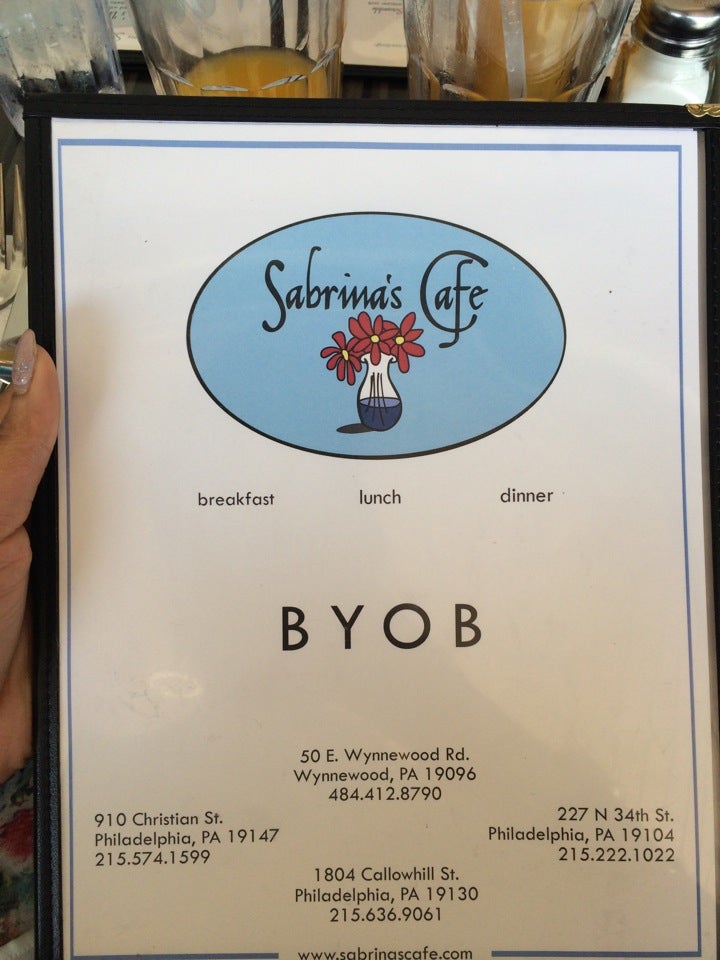 Sabrina's Cafe
breakfast lunch dinner
BYOB
50 E. Wynnewood Rd.
Wynnewood, PA 19096
484.412.8790
910 Christian St.
Philadelphia, PA 19147
215.574.1599
227 N 34th St.
Philadelphia, PA 19104
215.222.1022
1804 Callowhill St.
Philadelphia, PA 19130
215.636.9061
www.sabrinascafe.com